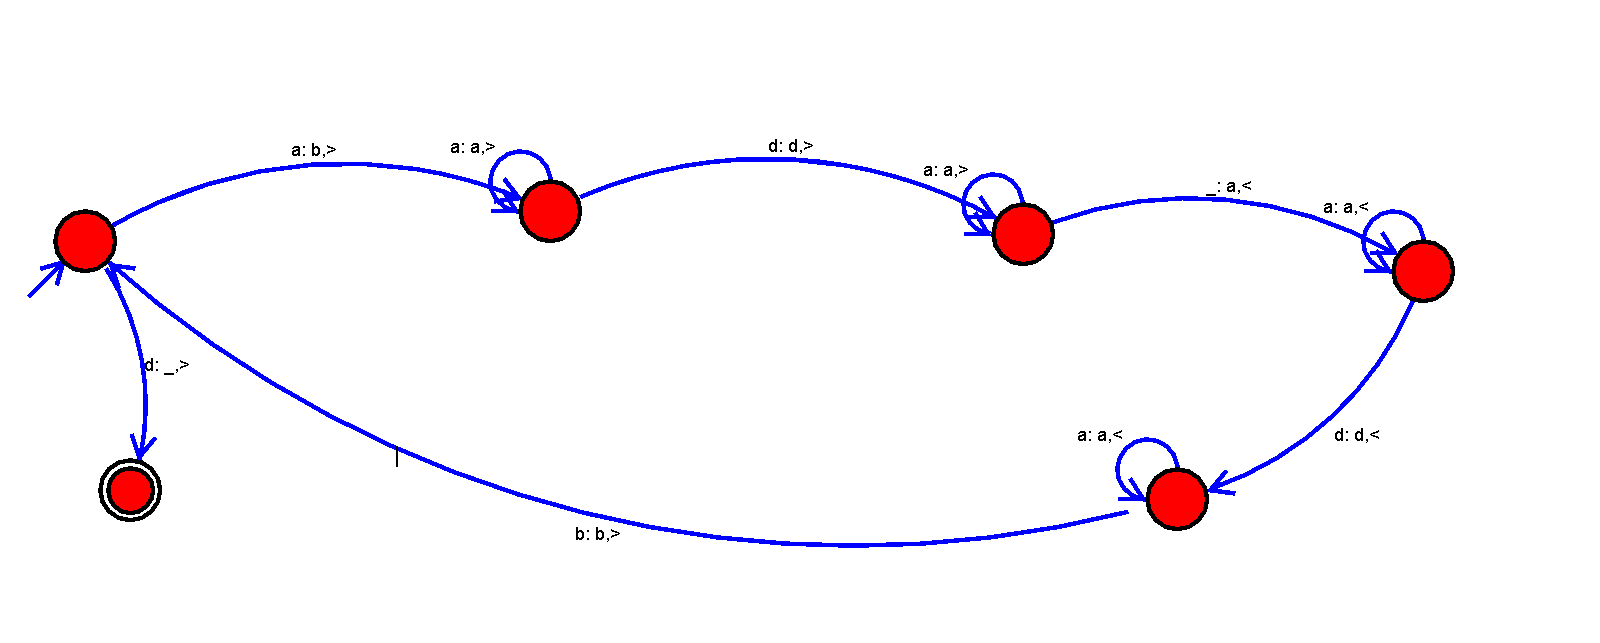 a: b,>
a: a,>
d: d,>
a: a,>
_: a,<
a: a,<
d: _,>
a: a,<
d: d,<
b: b,>